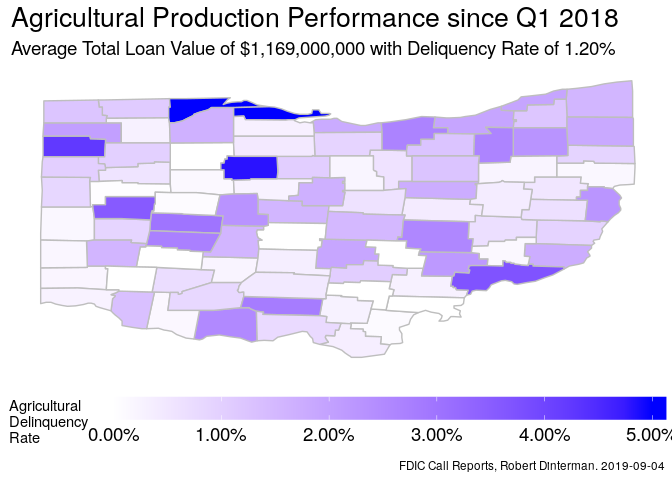 Agricultural Production Performance since Q1 2018
Average Total Loan Value of $1,169,000,000 with Deliquency Rate of 1.20%
Agricultural
Delinquency
Rate
0.00% 1.00% 2.00% 3.00% 4.00% 5.00%
FDIC Call Reports, Robert Dinterman. 2019-09-04